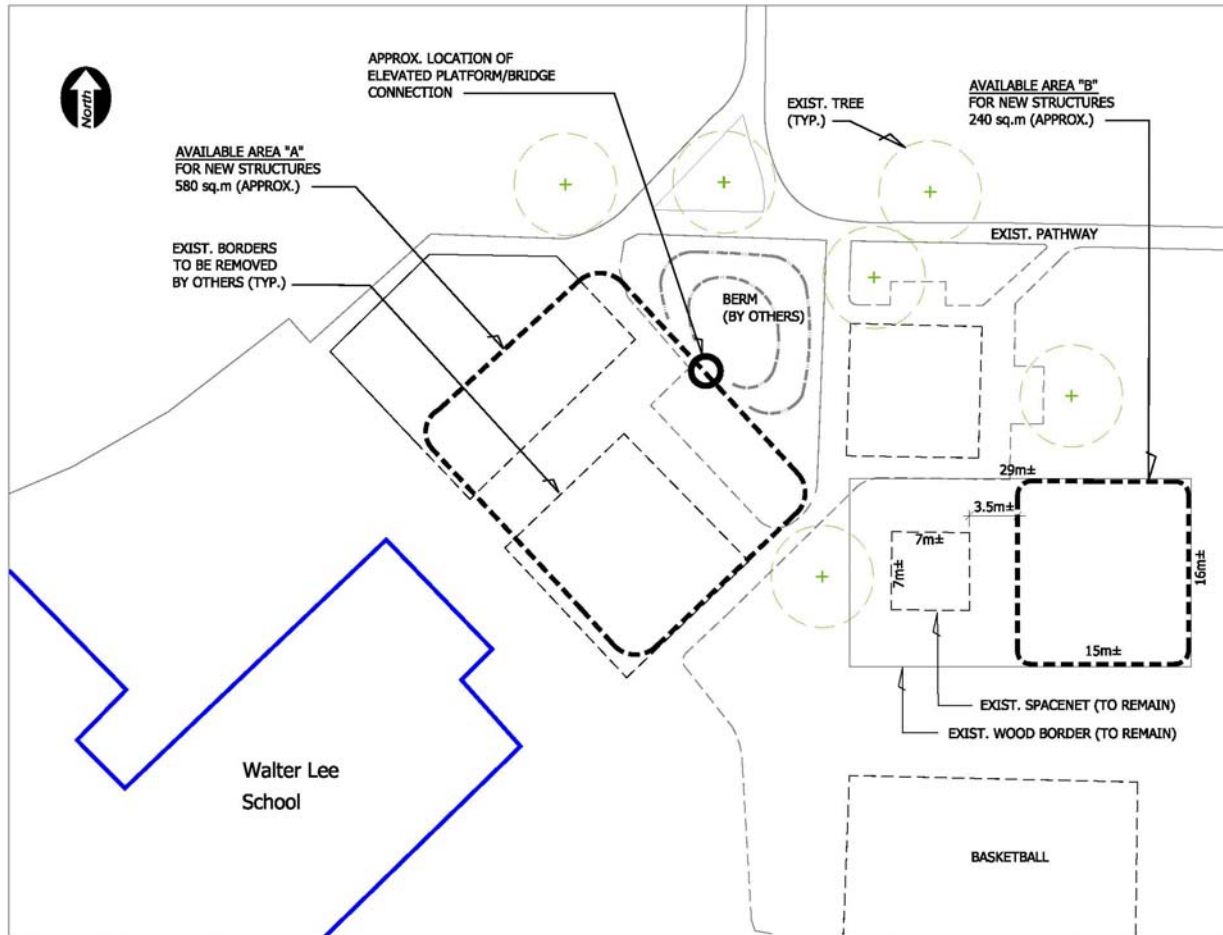 North
APPROX. LOCATION OF
ELEVATED PLATFORM/BRIDGE
CONNECTION
AVAILABLE AREA "B"
FOR NEW STRUCTURES
240 sq.m (APPROX.)
EXIST. TREE
(TYP.)
AVAILABLE AREA "A"
FOR NEW STRUCTURES
580 sq.m (APPROX.)
EXIST. BORDERS
TO BE REMOVED
BY OTHERS (TYP.)
EXIST. PATHWAY
BERM
(BY OTHERS)
29m±
3.5m±
7m±
7m±
16m±
15m±
EXIST. SPACENET (TO REMAIN)
EXIST. WOOD BORDER (TO REMAIN)
Walter Lee
School
BASKETBALL